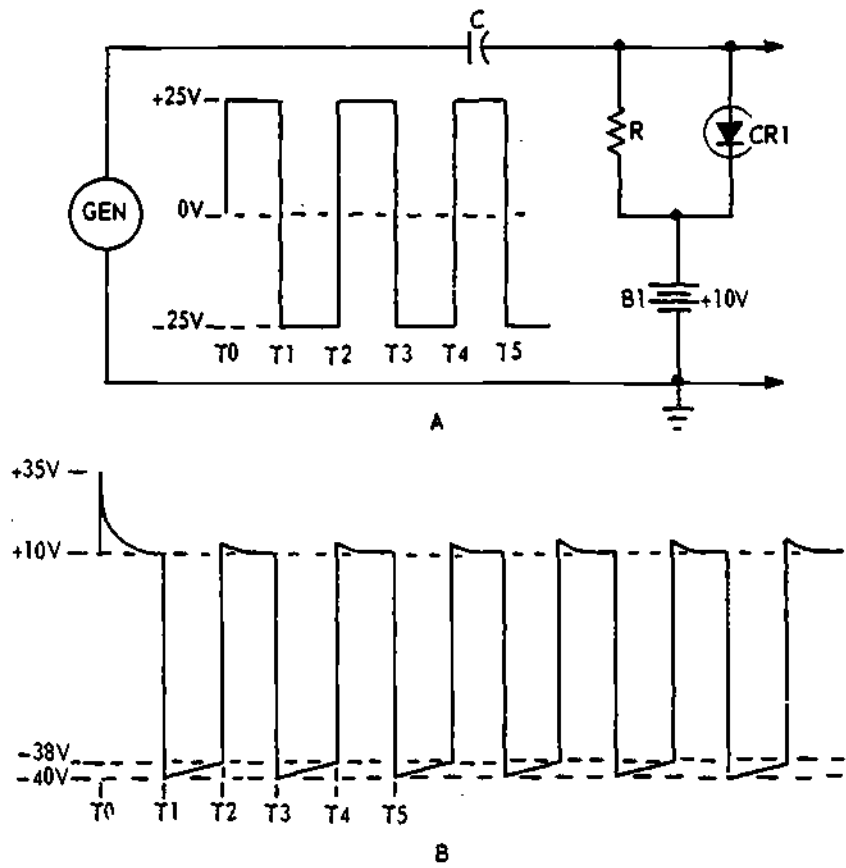 C
+25V
R
CR1
GEN
0V
B1
+10V
-25V
T0 T1 T2 T3 T4 T5
A
+35V
+10V
-38V
-40V
T0 T1 T2 T3 T4 T5
B